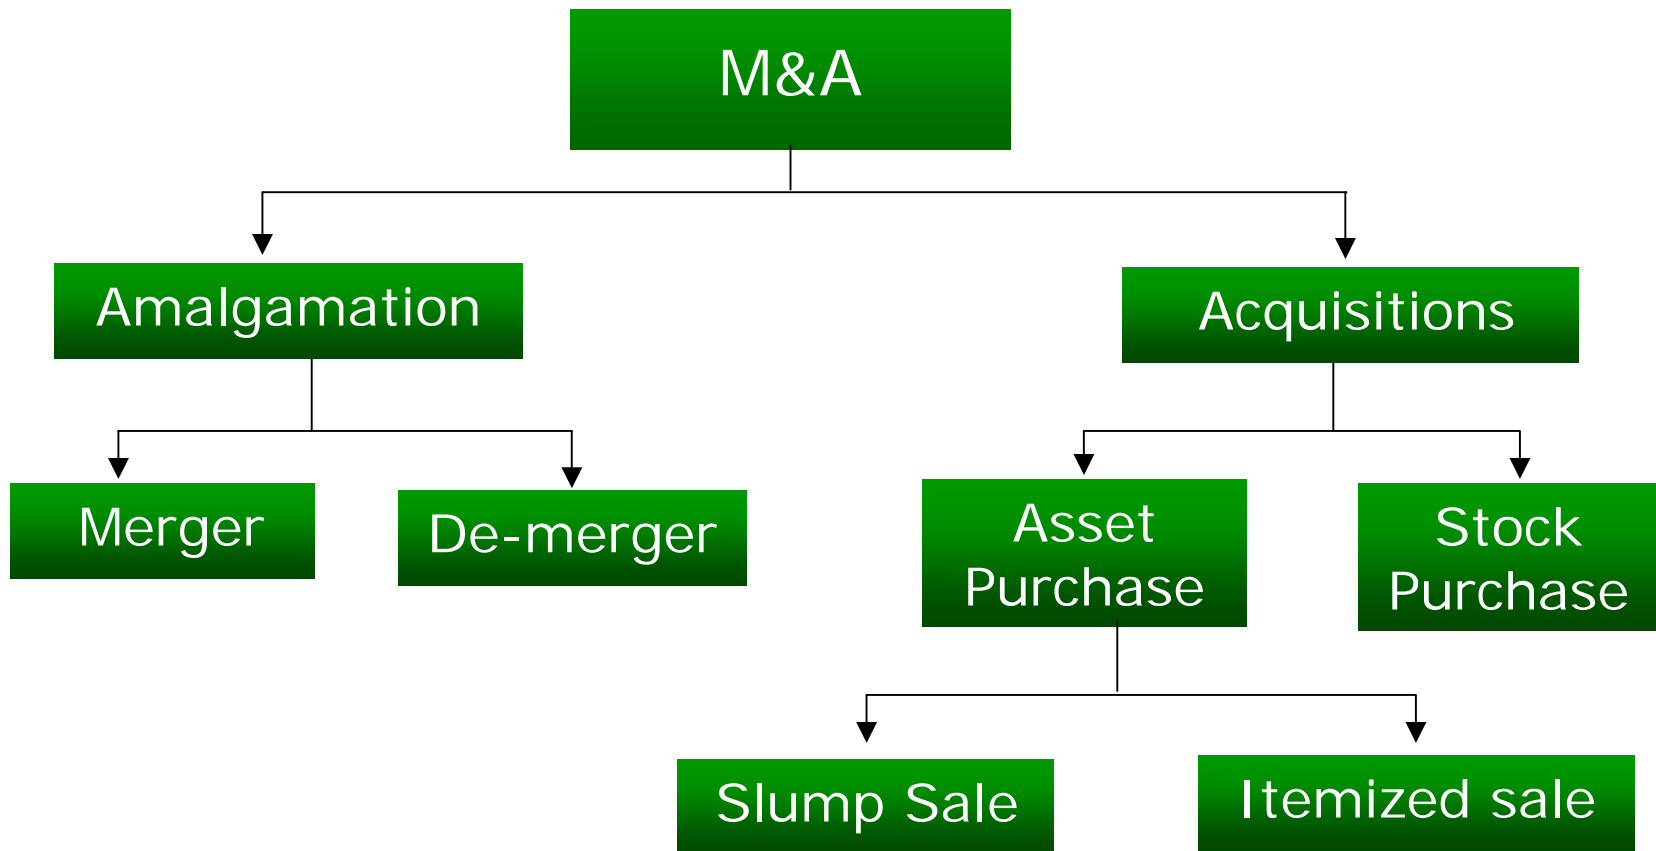 M&A
Amalgamation
Acquisitions
Merger
De-merger
Asset
Purchase
Stock
Purchase
Slump Sale
Itemized sale